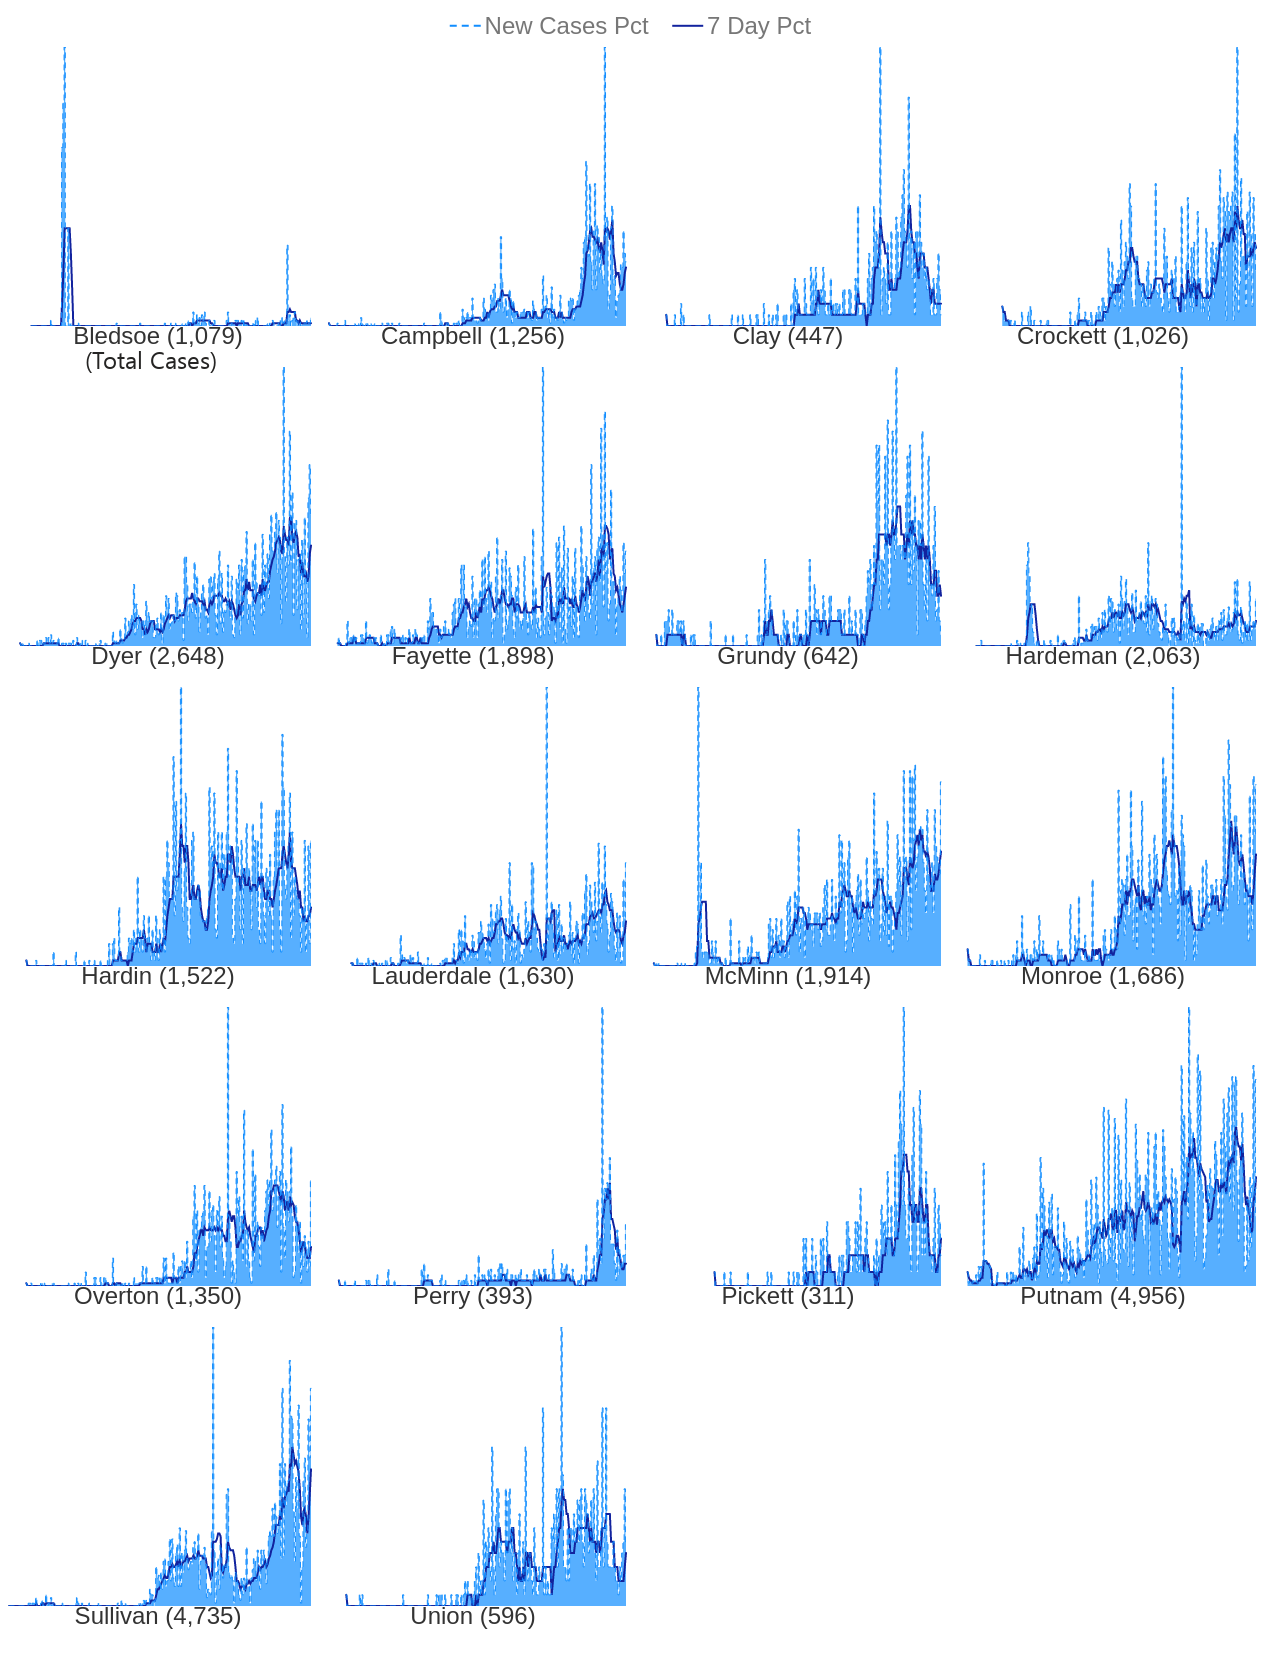 New Cases Pct 7 Day Pct
Bledsoe (1,079) Campbell (1,256) Clay (447) Crockett (1,026)
(Total Cases)
Dyer (2,648) Fayette (1,898) Grundy (642) Hardeman (2,063)
Hardin (1,522) Lauderdale (1,630) McMinn (1,914) Monroe (1,686)
Overton (1,350) Perry (393) Pickett (311) Putnam (4,956)
Sullivan (4,735) Union (596)